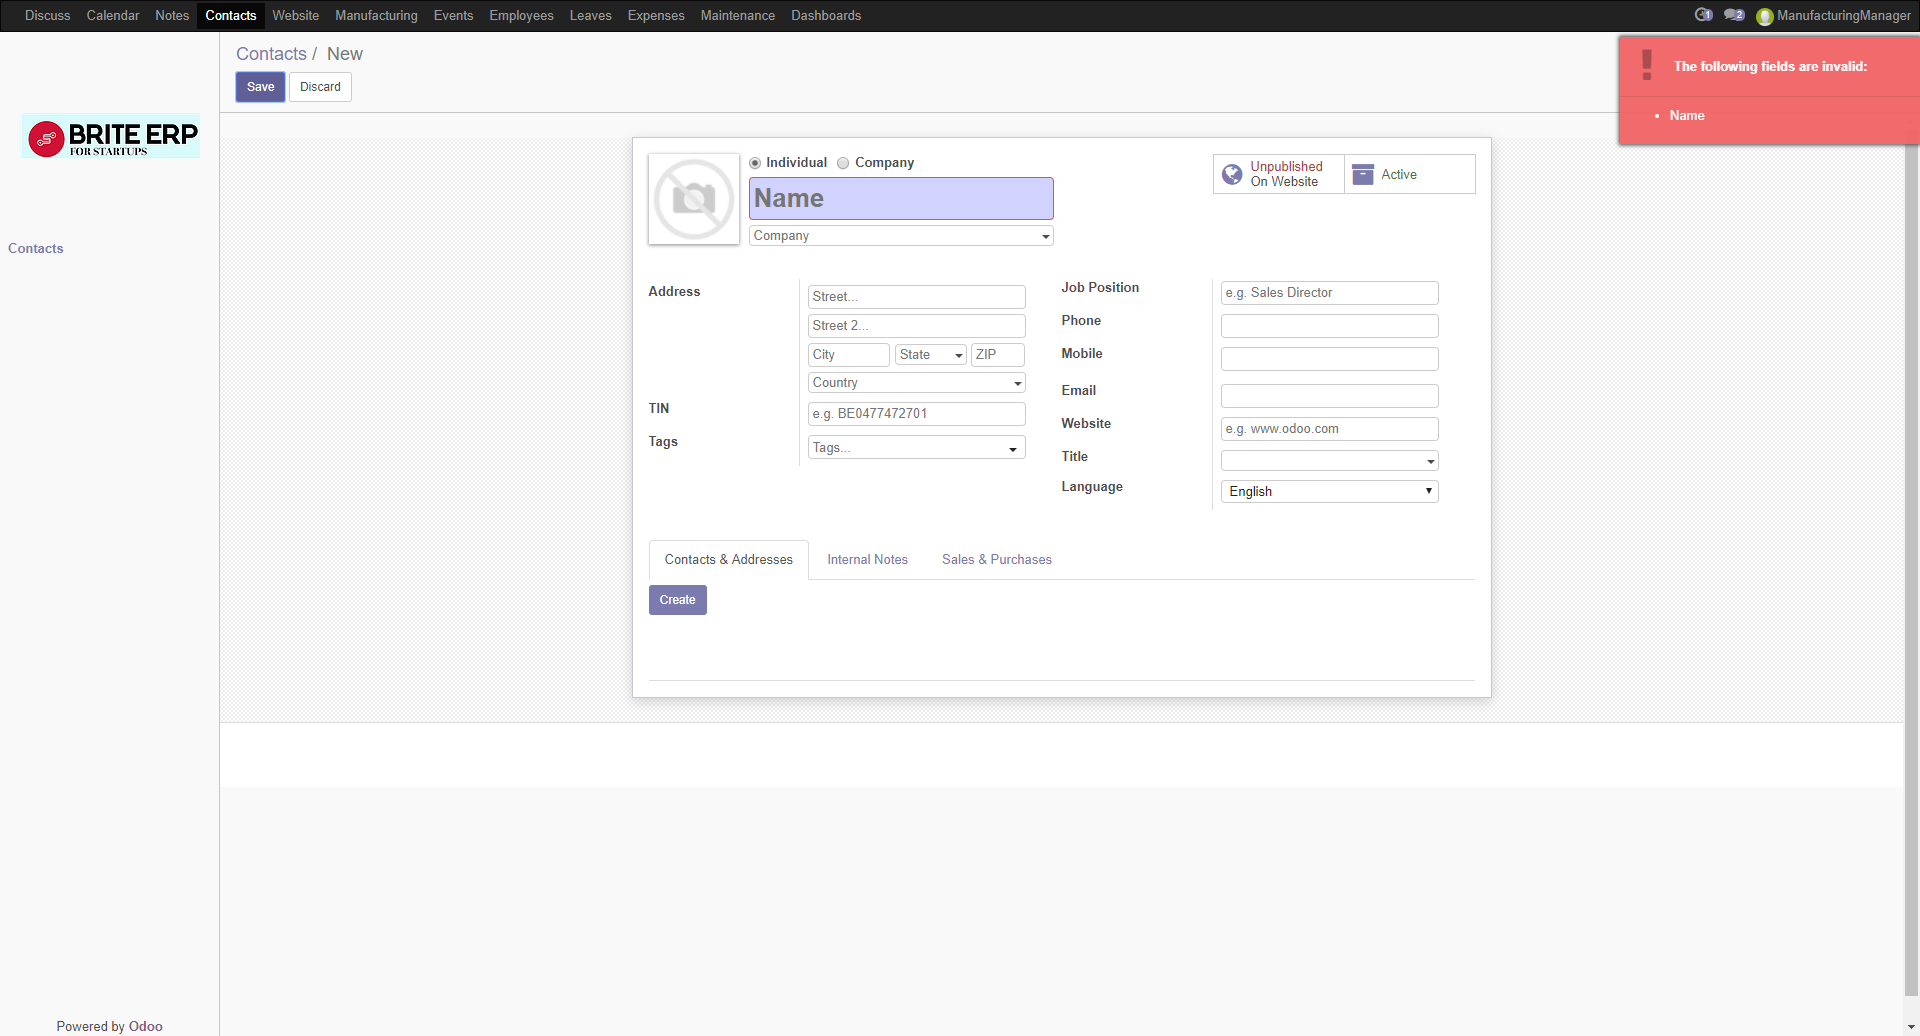 Discuss Calendar Notes Contacts Website Manufacturing Events Employees Leaves Expenses Maintenance Dashboards 1 2 ManufacturingManager
Contacts / New
Save Discard
The following fields are invalid:
• Name
BRITE ERP
FOR STARTUPS
Contacts
Individual Company
Name
Company
Unpublished
On Website
Active
Address
Street...
Street 2...
City State ZIP
Country
TIN e.g. BE0477472701
Tags Tags...
Job Position e.g. Sales Director
Phone
Mobile
Email
Website e.g. www.odoo.com
Title
Language English
Contacts & Addresses Internal Notes Sales & Purchases
Create
Powered by Odoo